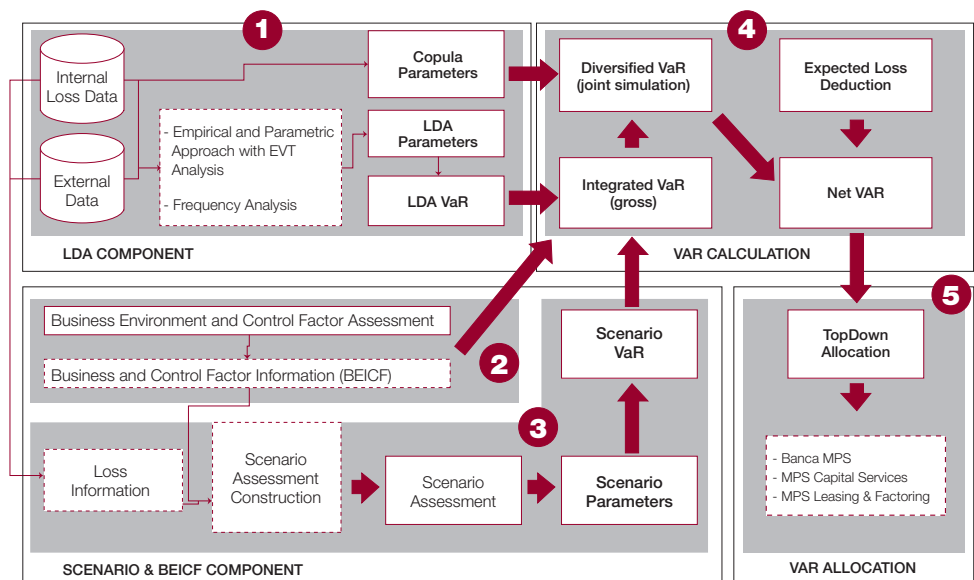 1
Internal
Loss Data
External
Data
- Empirical and Parametric
Approach with EVT
Analysis
- Frequency Analysis
Copula
Parameters
LDA
Parameters
LDA VaR
LDA COMPONENT
4
Diversified VaR
(joint simulation)
Expected Loss
Deduction
Integrated VaR
(gross)
Net VAR
VAR CALCULATION
Business Environment and Control Factor Assessment
Business and Control Factor Information (BEICF)
2
3
Scenario
VaR
Loss
Information
Scenario
Assessment
Construction
Scenario
Assessment
Scenario
Parameters
SCENARIO & BEICF COMPONENT
5
TopDown
Allocation
- Banca MPS
- MPS Capital Services
- MPS Leasing & Factoring
VAR ALLOCATION